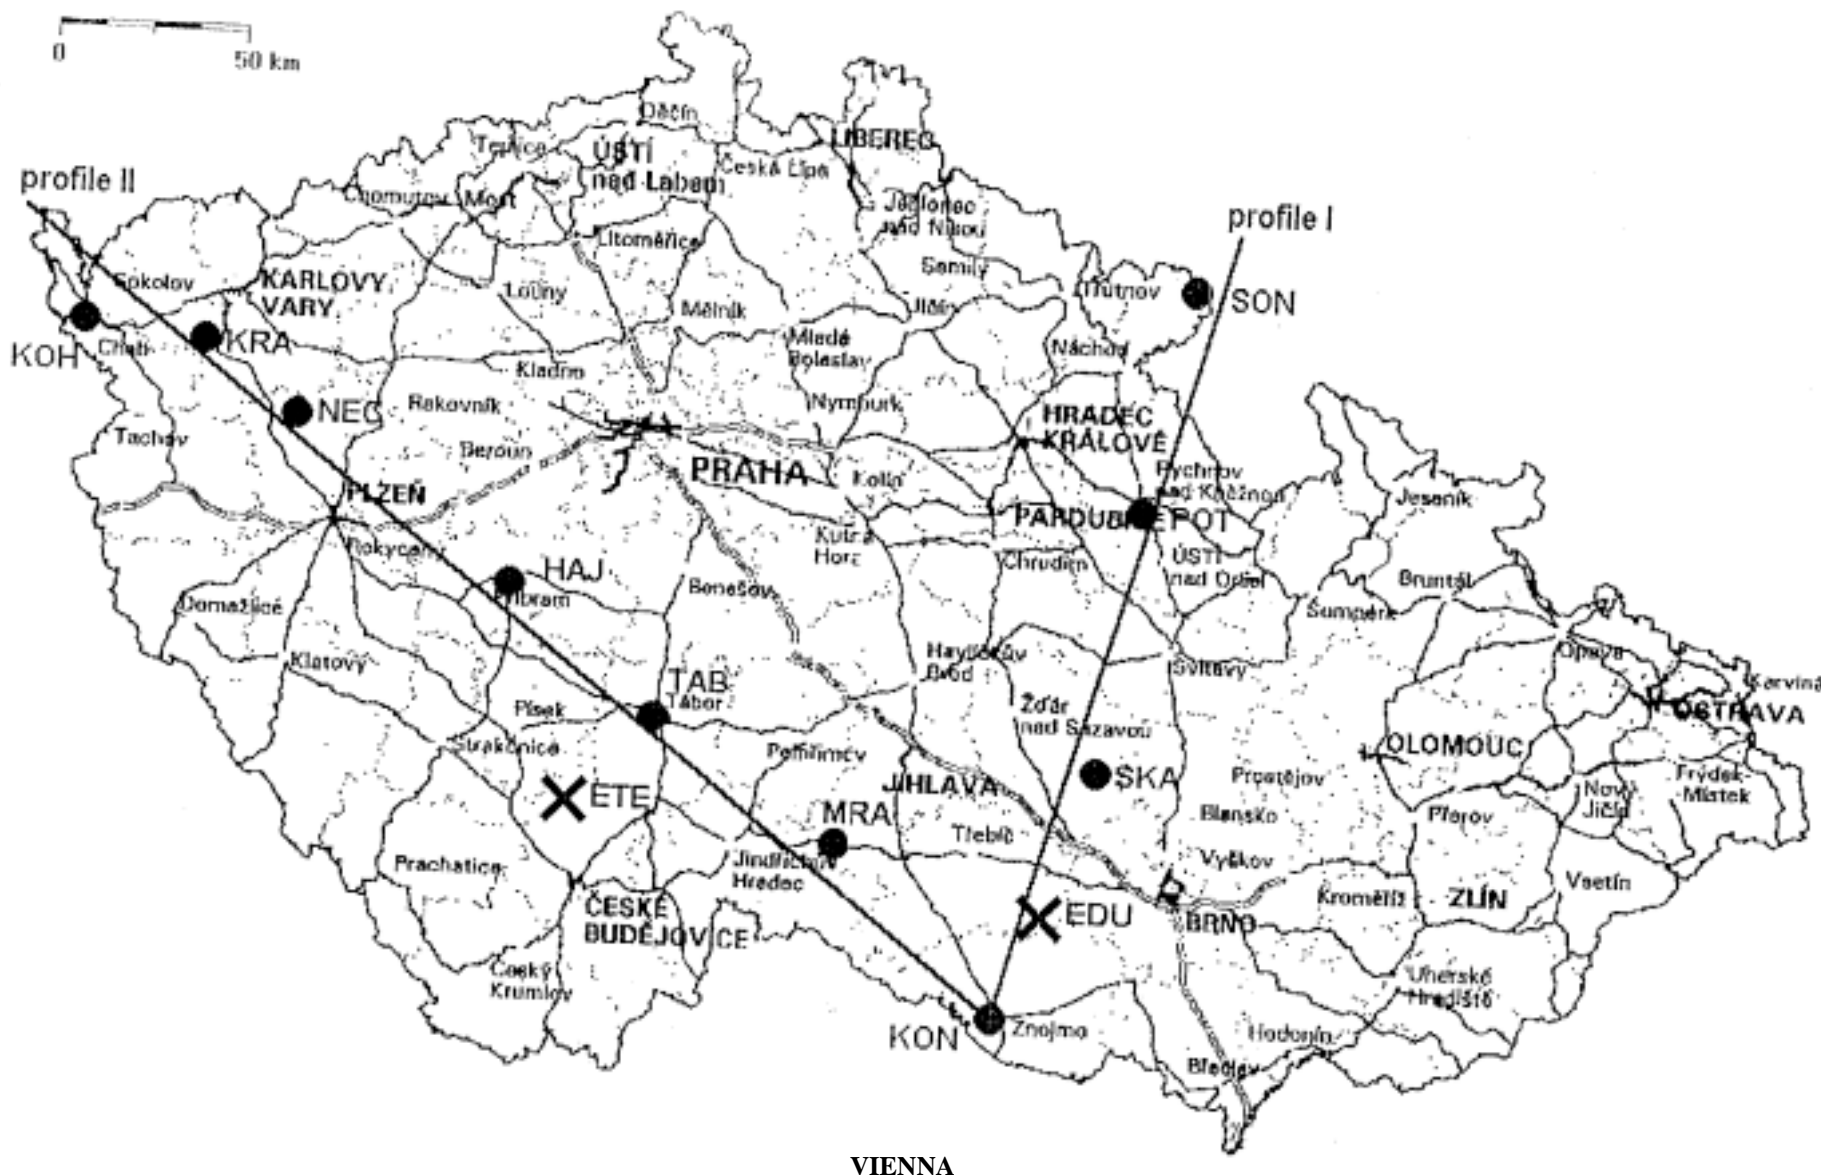 0
50 km
Děčín
Teplice
ÚSTÍ
nad Labem
Česká Lípa
LIBEREC
profile II
Chomutov
Most
Jablonec
nad Nisou
profile I
Litoměřice
Sokolov
KARLOVY
VARY
Louny
Semily
Mělník
Jičín
Trutnov
SON
KOH
Cheb
KRA
Mladá
Boleslav
Náchod
Kladno
NEC
Rakovník
Nymburk
HRADEC
KRÁLOVÉ
Tachov
Beroun
PRAHA
Kolín
Rychnov
nad Kněžnou
Jeseník
PLZEŇ
PARDUBICE
POT
Rokycany
Kutná
Hora
Chrudim
ÚSTÍ
nad Orlicí
HAJ
Příbram
Benešov
Bruntál
Domažlice
Šumperk
Klatovy
Havlíčkův
Brod
Svitavy
Opava
TAB
Tábor
Karviná
Písek
Žďár
nad Sázavou
OSTRAVA
Strakonice
Pelhřimov
OLOMOUC
ETE
JIHLAVA
SKA
Prostějov
Nový
Jičín
Frýdek-
Místek
MRA
Třebíč
Blansko
Přerov
Prachatice
Jindřichův
Hradec
Vyškov
Kroměříž
ZLÍN
Vsetín
ČESKÉ
BUDĚJOVICE
EDU
BRNO
Český
Krumlov
Uherské
Hradiště
KON
Znojmo
Hodonín
Břeclav
VIENNA